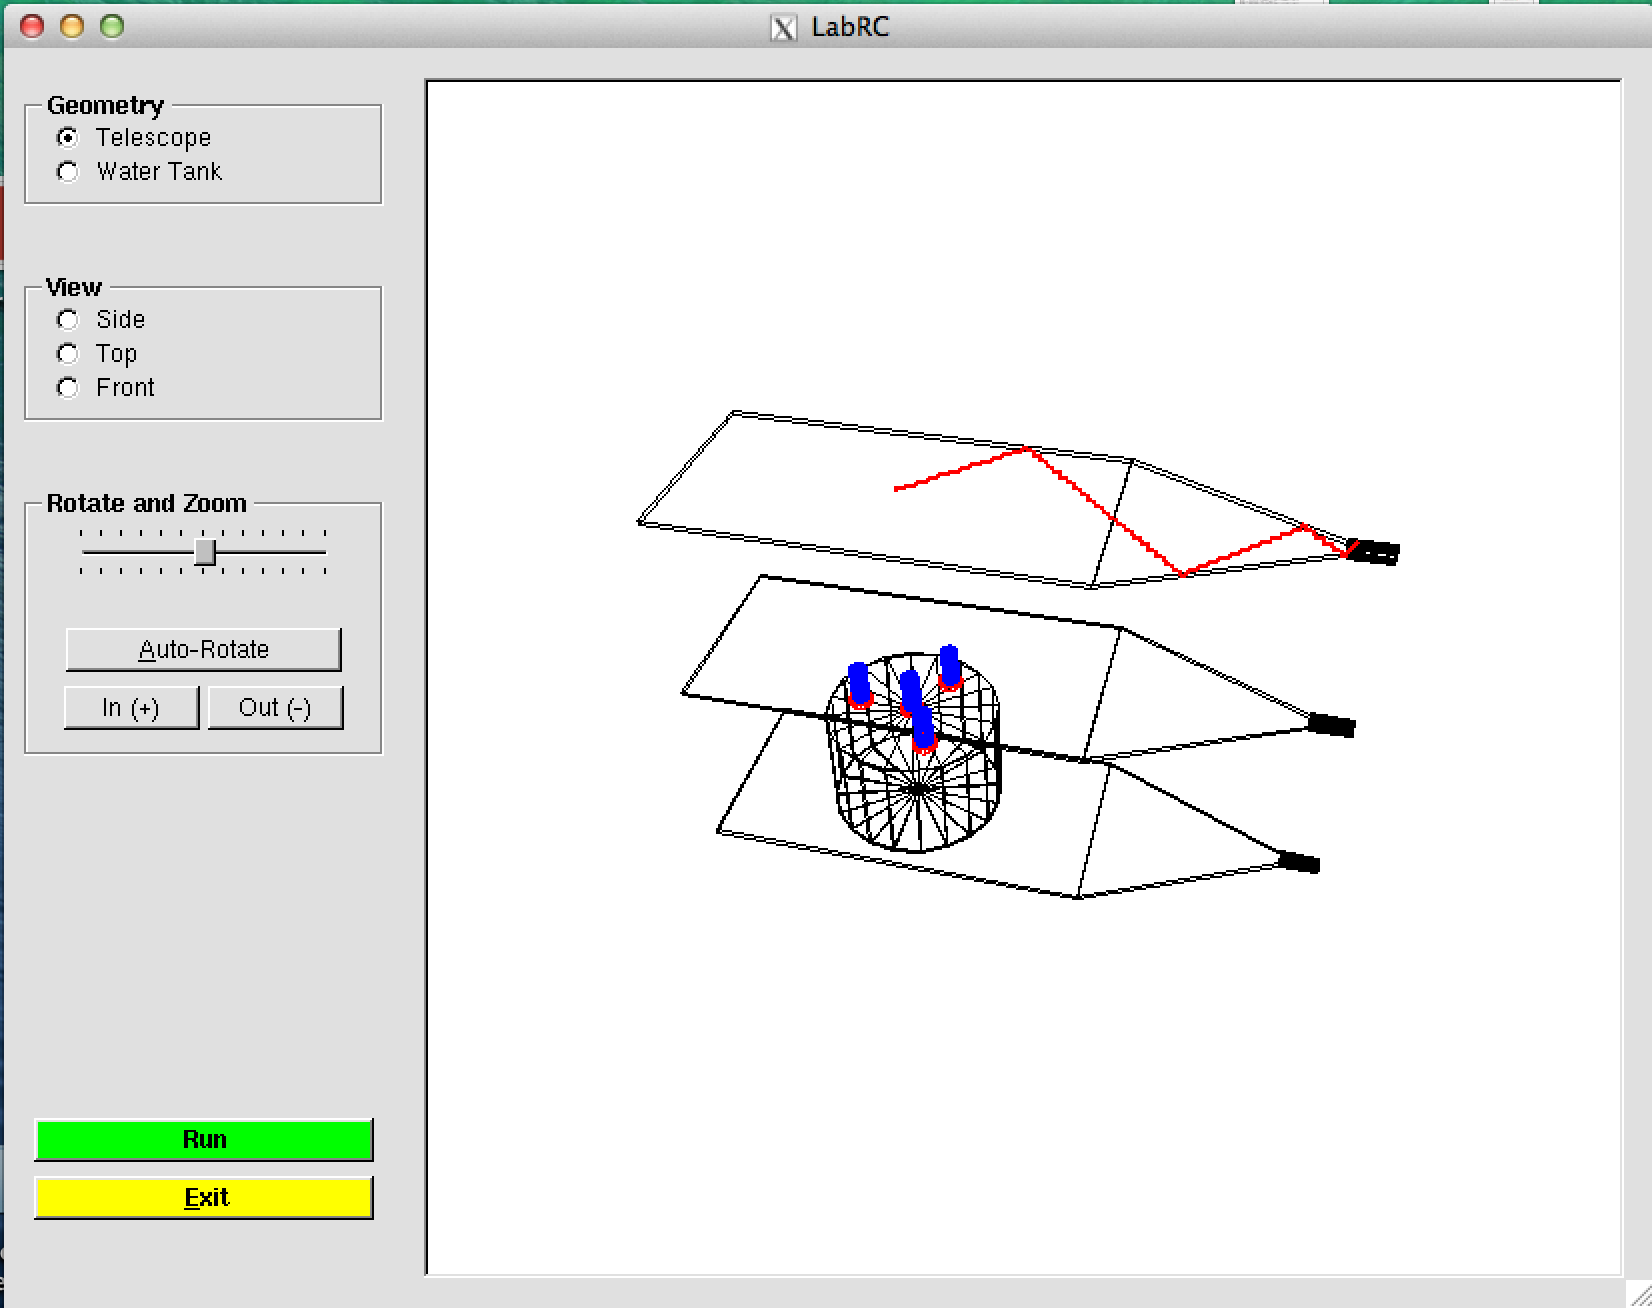 LabRC
Geometry
Telescope
Water Tank
View
Side
Top
Front
Rotate and Zoom
Auto-Rotate
In (+)
Out (-)
Run
Exit